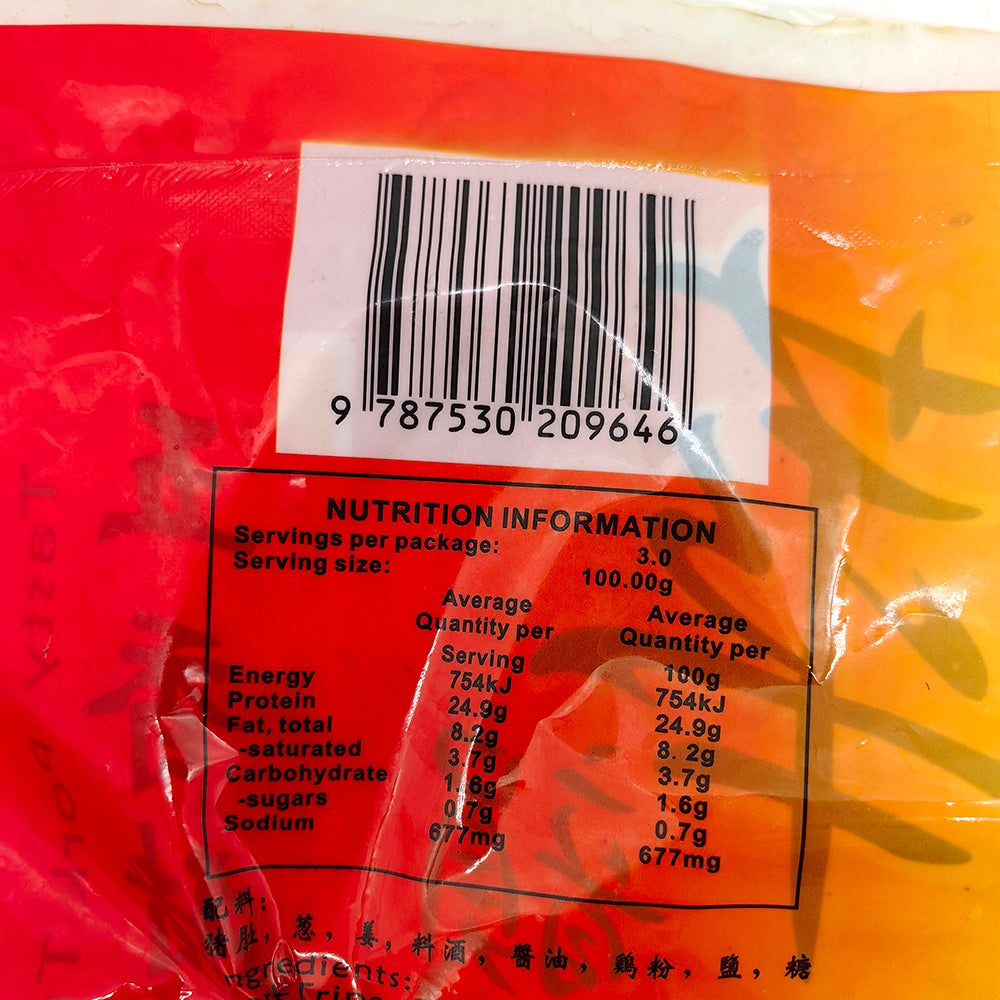 9 787530 209646
NUTRITION INFORMATION
Servings per package: 3.0
Serving size: 100.00g
Average Average
Quantity per Quantity per
Serving 100g
Energy 754kJ 754kJ
Protein 24.9g 24.9g
Fat, total 8.2g 8. 2g
-saturated 3.7g 3.7g
Carbohydrate 1.6g 1.6g
-sugars 0.7g 0.7g
Sodium 677mg 677mg
配料:
猪肚, 葱, 姜, 料酒, 醬油, 鷄粉, 鹽, 糖
Ingredients: